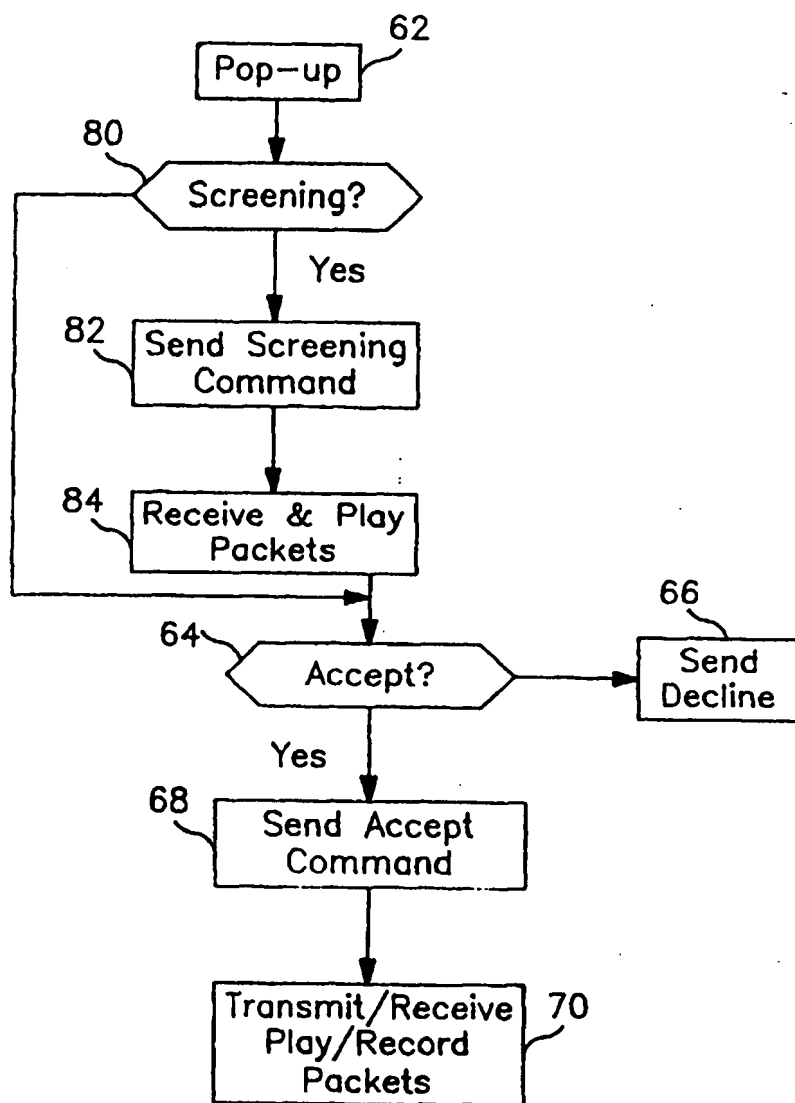 62
Pop-up
80
Screening?
Yes
82
Send Screening
Command
84
Receive & Play
Packets
66
64
Accept?
Send
Decline
Yes
68
Send Accept
Command
70
Transmit/Receive
Play/Record
Packets